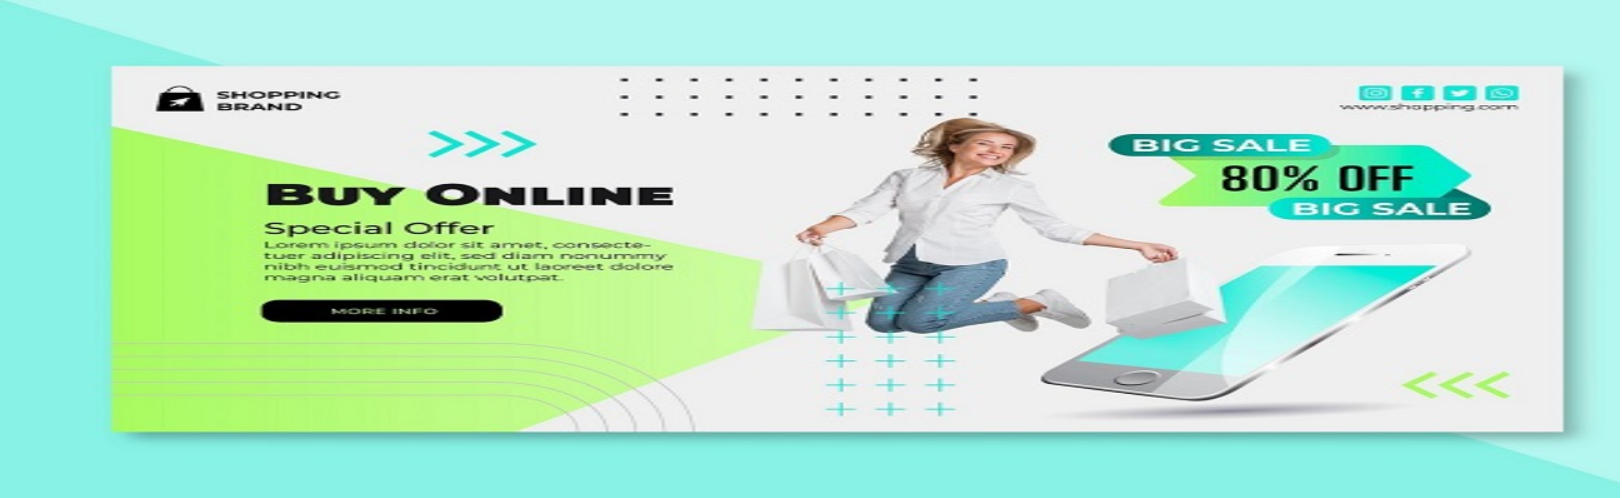 SHOPPING
BRAND
www.shopping.com
BIG SALE
80% OFF
BIG SALE
BUY ONLINE
Special Offer
Lorem ipsum dolor sit amet, consecte-
tuer adipiscing elit, sed diam nonummy
nibh euismod tincidunt ut laoreet dolore
magna aliquam erat volutpat.
MORE INFO